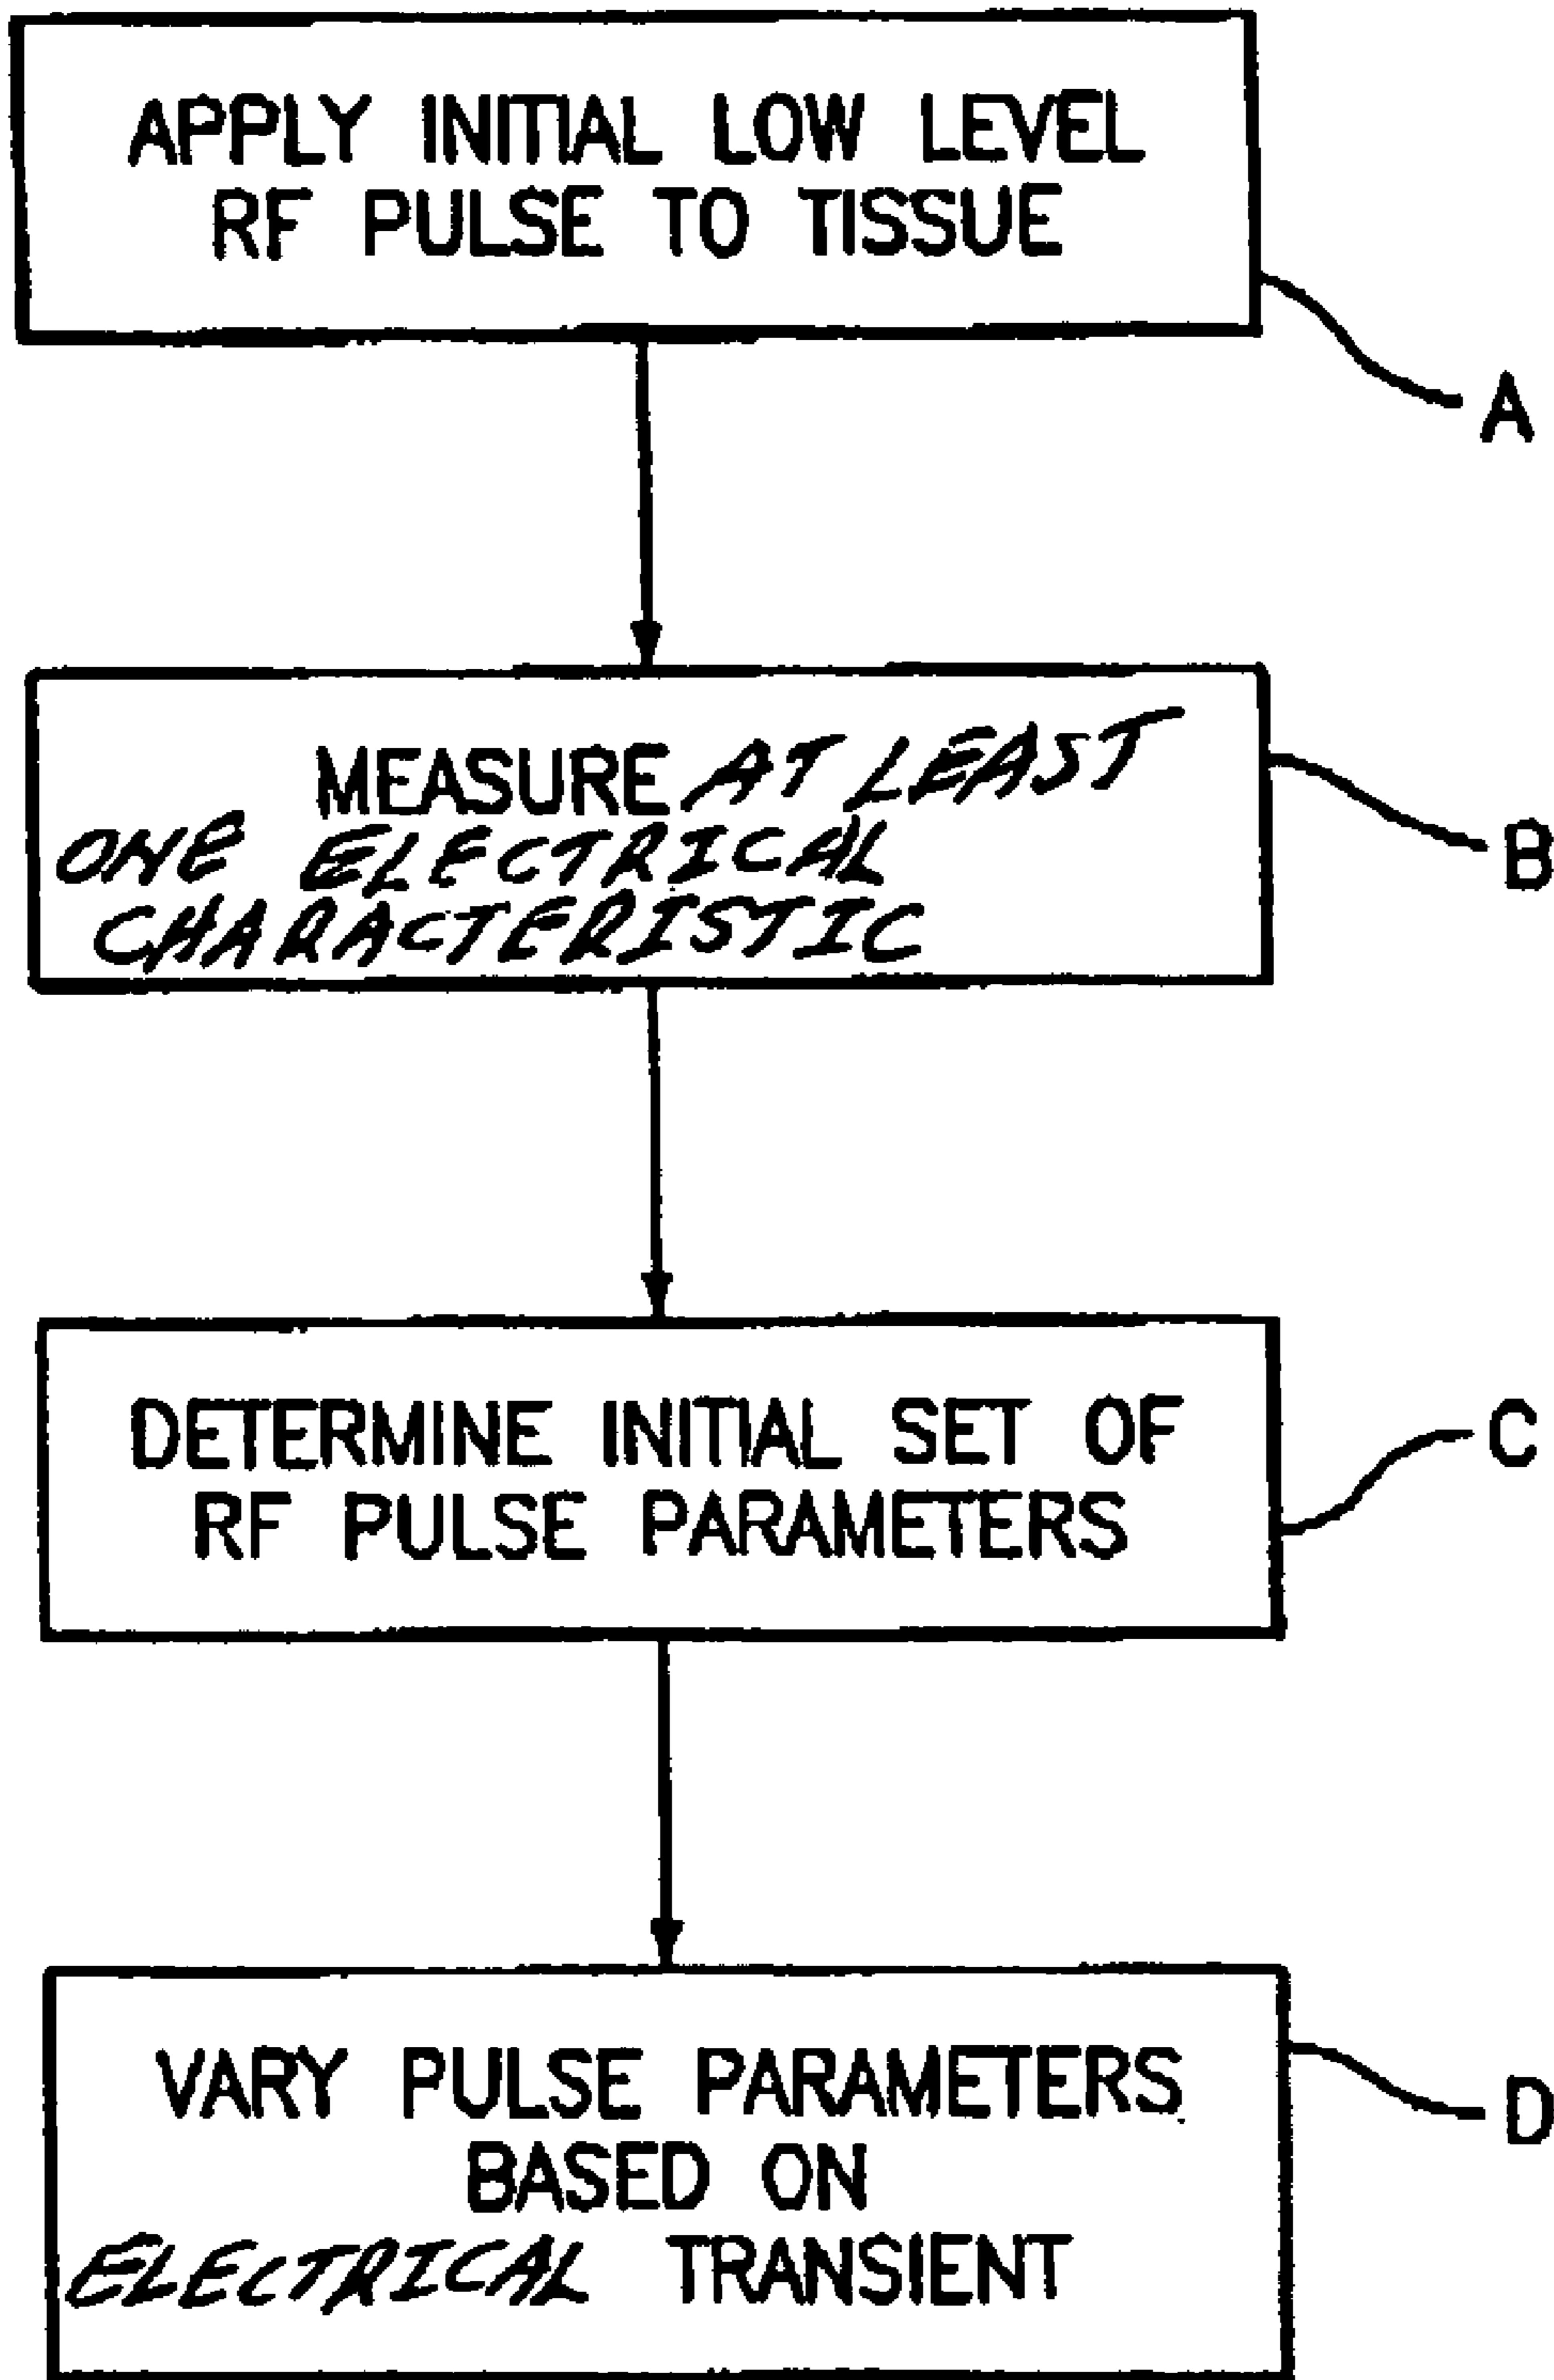 APPLY INITIAL LOW LEVEL
RF PULSE TO TISSUE
A
MEASURE AT LEAST
ONE ELECTRICAL
CHARACTERISTIC
B
DETERMINE INITIAL SET OF
RF PULSE PARAMETERS
C
VARY PULSE PARAMETERS
BASED ON
ELECTRICAL TRANSIENT
D